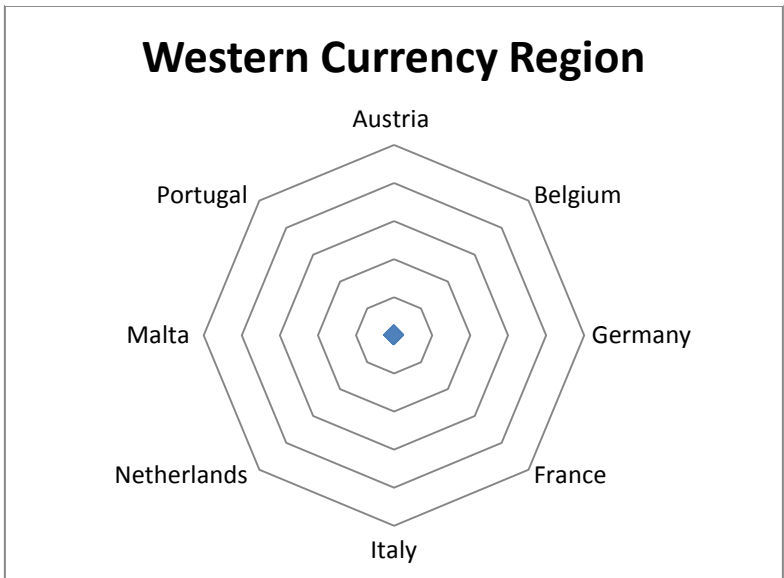 Western Currency Region
Austria
Portugal
Belgium
Malta
Germany
Netherlands
France
Italy